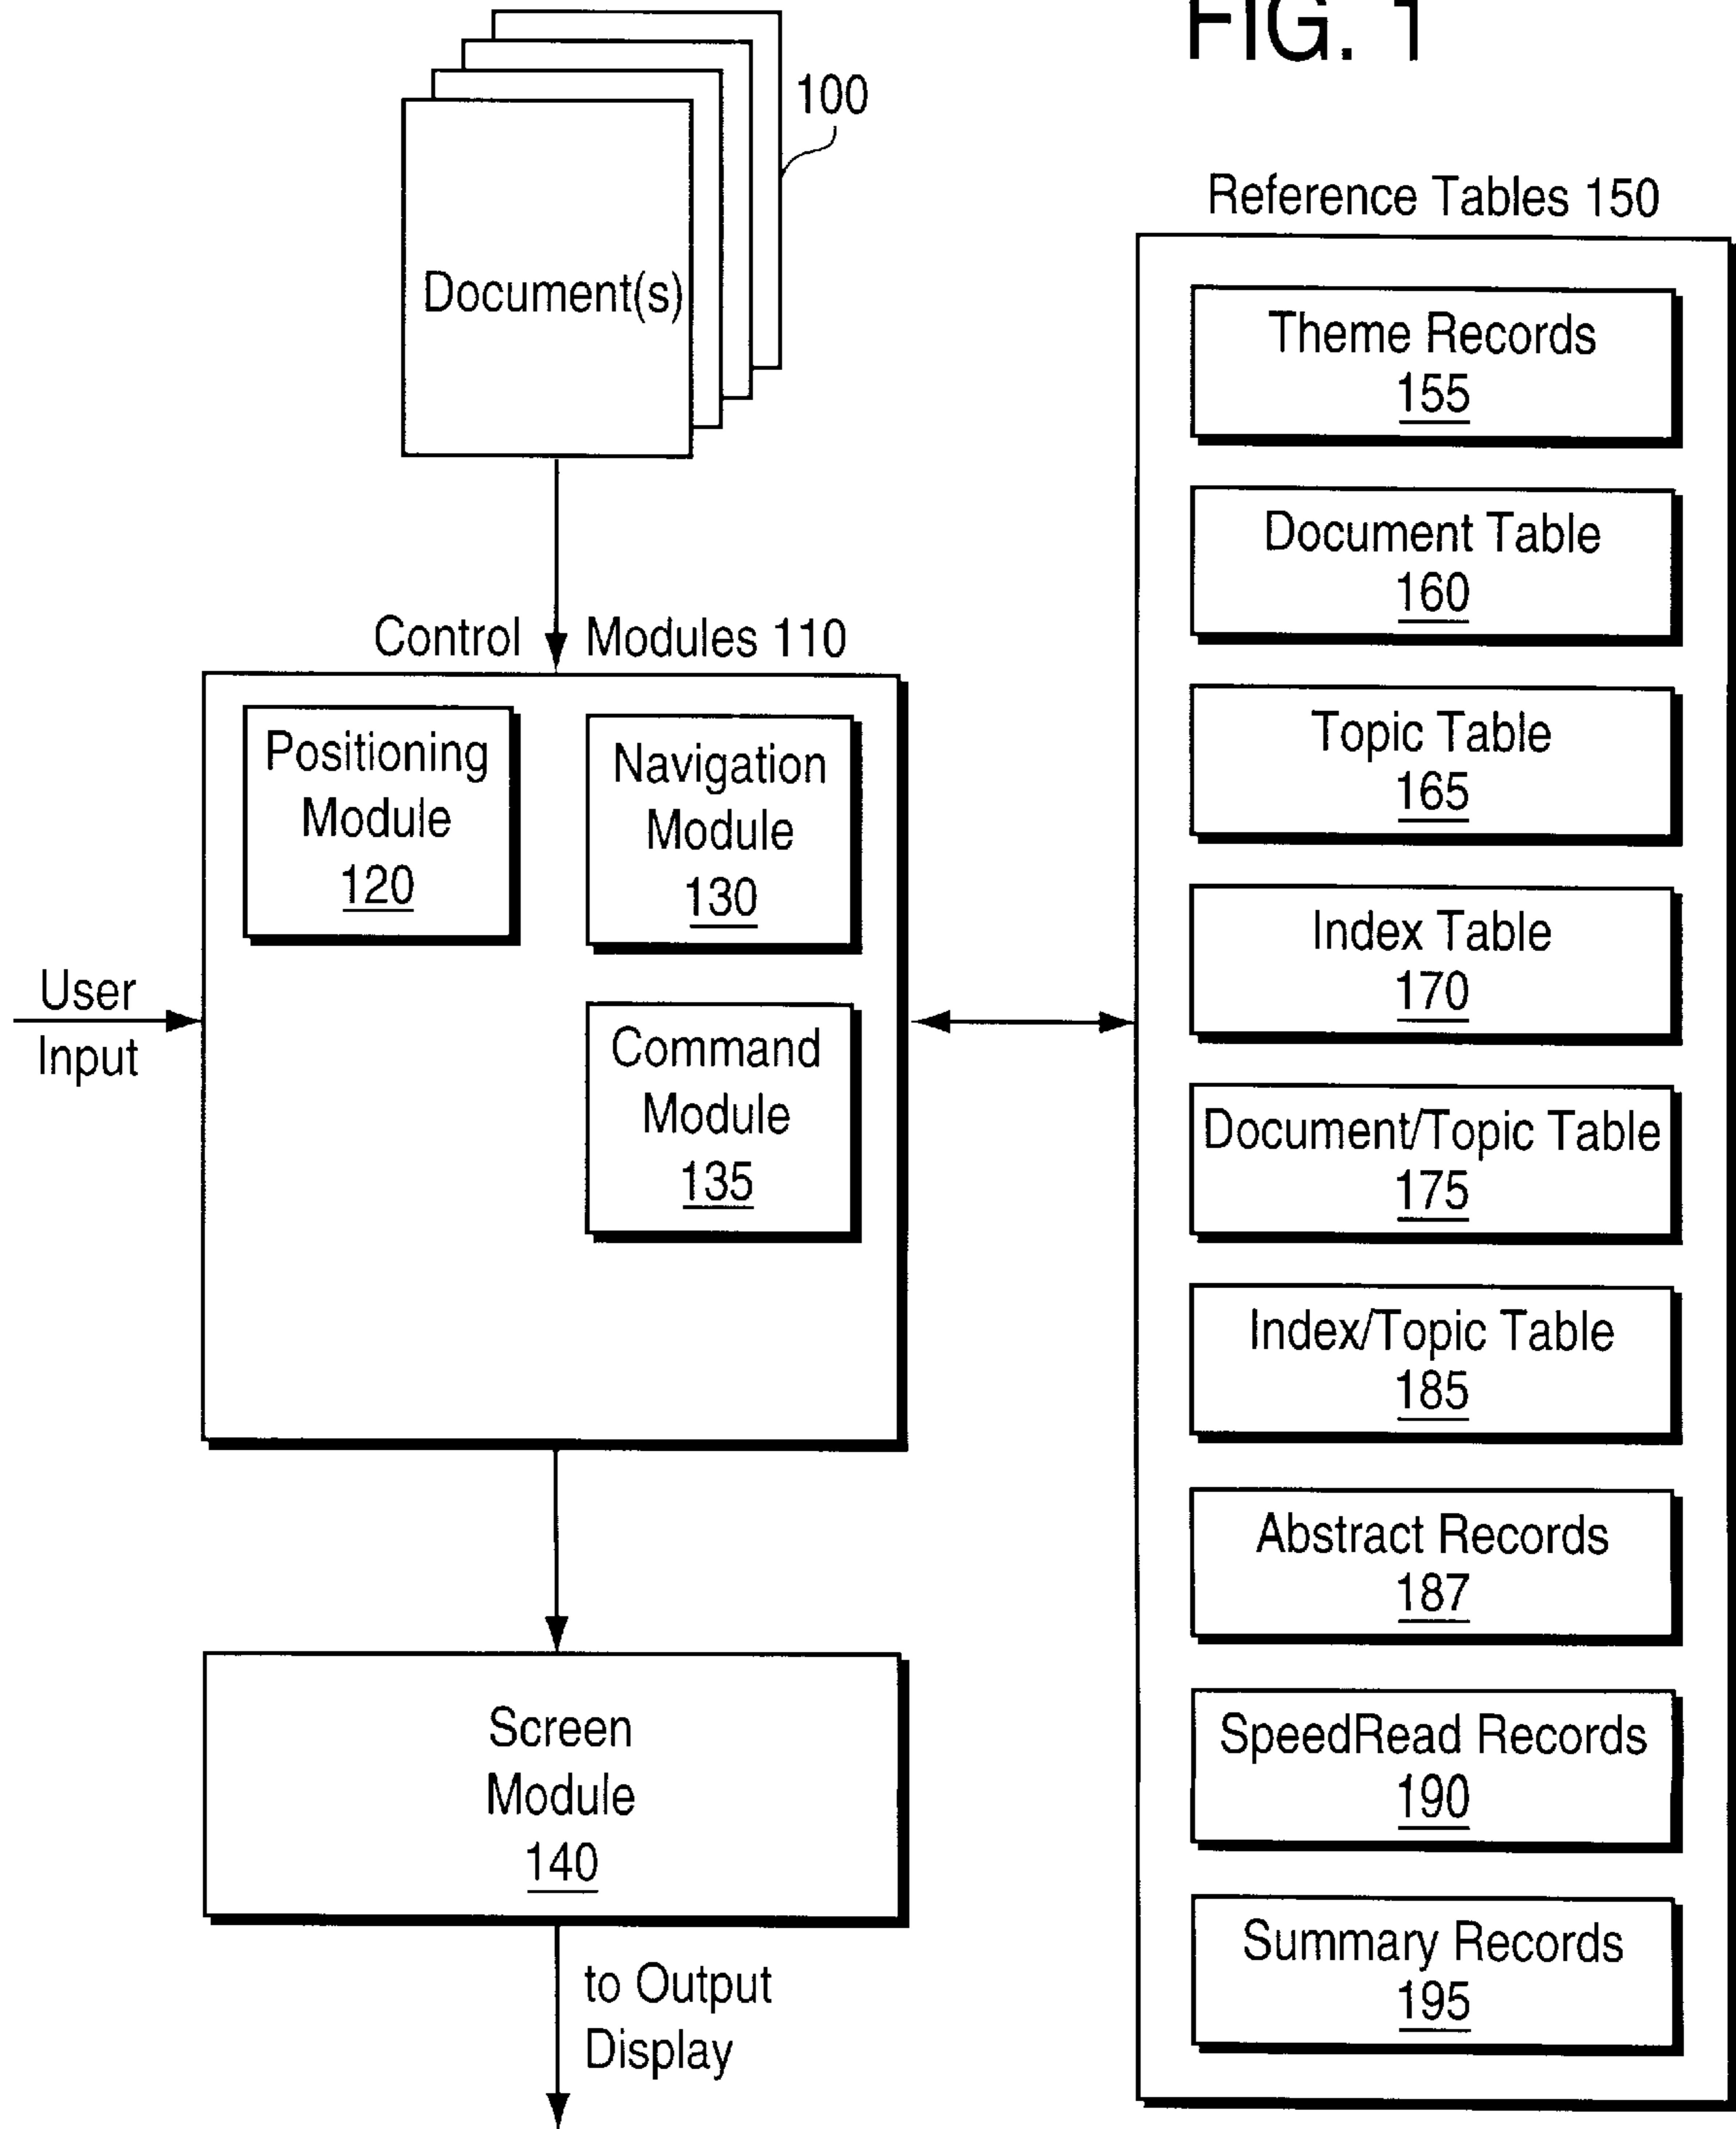 FIG. 1
100
Document(s)
Control Modules 110
Positioning
Module
120
Navigation
Module
130
Command
Module
135
User
Input
Screen
Module
140
to Output
Display
Reference Tables 150
Theme Records
155
Document Table
160
Topic Table
165
Index Table
170
Document/Topic Table
175
Index/Topic Table
185
Abstract Records
187
SpeedRead Records
190
Summary Records
195